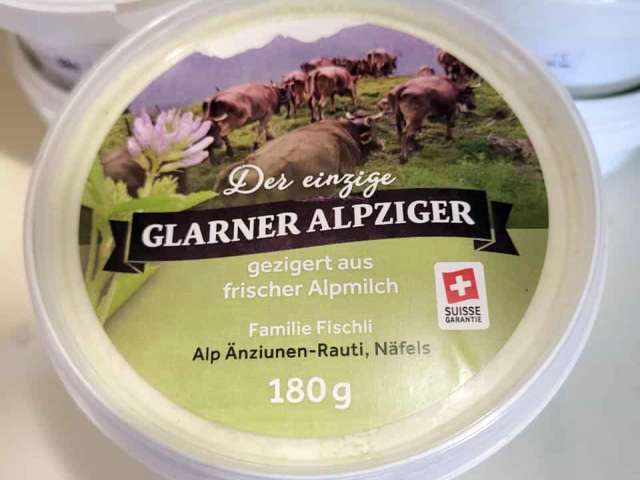 Der einzige
GLARNER ALPZIGER
gezigert aus
frischer Alpmilch
SUISSE
GARANTIE
Familie Fischli
Alp Änziunen-Rauti, Näfels
180 g